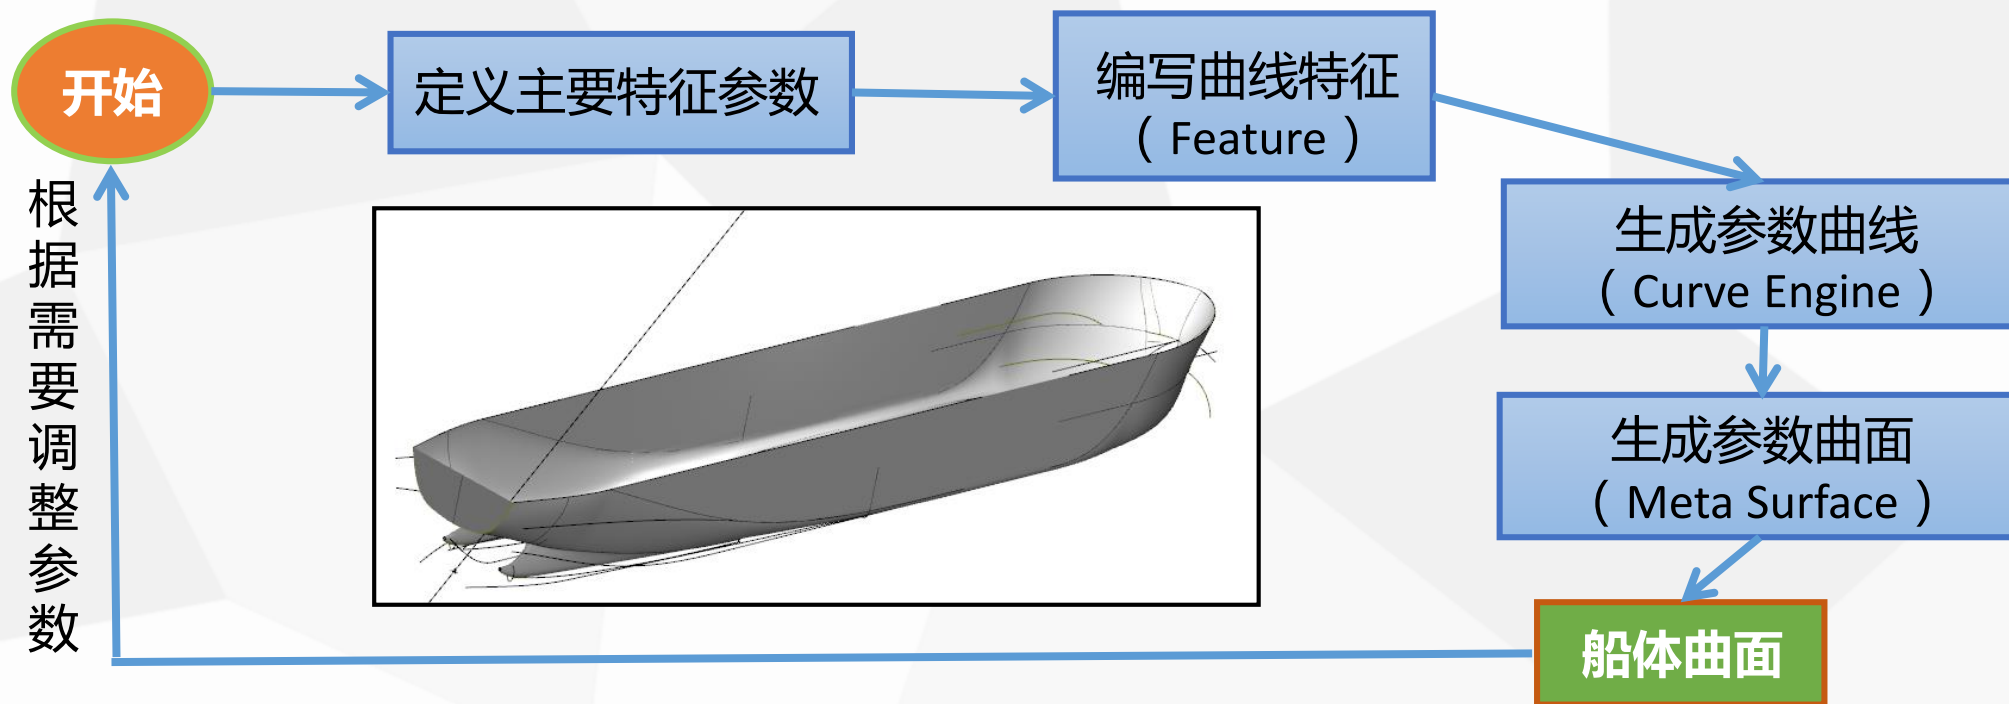 开始
定义主要特征参数
编写曲线特征
（ Feature ）
生成参数曲线
（ Curve Engine ）
生成参数曲面
（ Meta Surface ）
船体曲面
根据需要调整参数